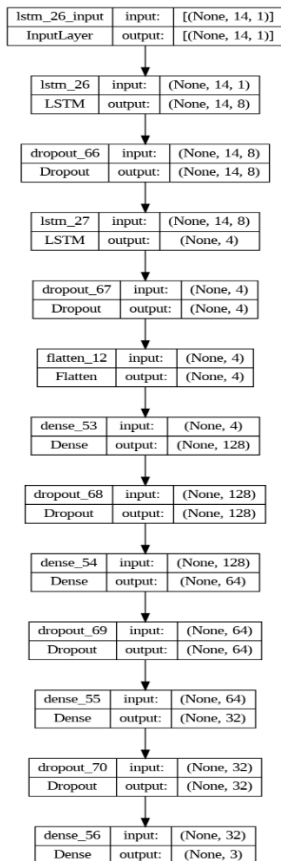 lstm_26_input input: [(None, 14, 1)]
InputLayer output: [(None, 14, 1)]
lstm_26 input: (None, 14, 1)
LSTM output: (None, 14, 8)
dropout_66 input: (None, 14, 8)
Dropout output: (None, 14, 8)
lstm_27 input: (None, 14, 8)
LSTM output: (None, 4)
dropout_67 input: (None, 4)
Dropout output: (None, 4)
flatten_12 input: (None, 4)
Flatten output: (None, 4)
dense_53 input: (None, 4)
Dense output: (None, 128)
dropout_68 input: (None, 128)
Dropout output: (None, 128)
dense_54 input: (None, 128)
Dense output: (None, 64)
dropout_69 input: (None, 64)
Dropout output: (None, 64)
dense_55 input: (None, 64)
Dense output: (None, 32)
dropout_70 input: (None, 32)
Dropout output: (None, 32)
dense_56 input: (None, 32)
Dense output: (None, 3)